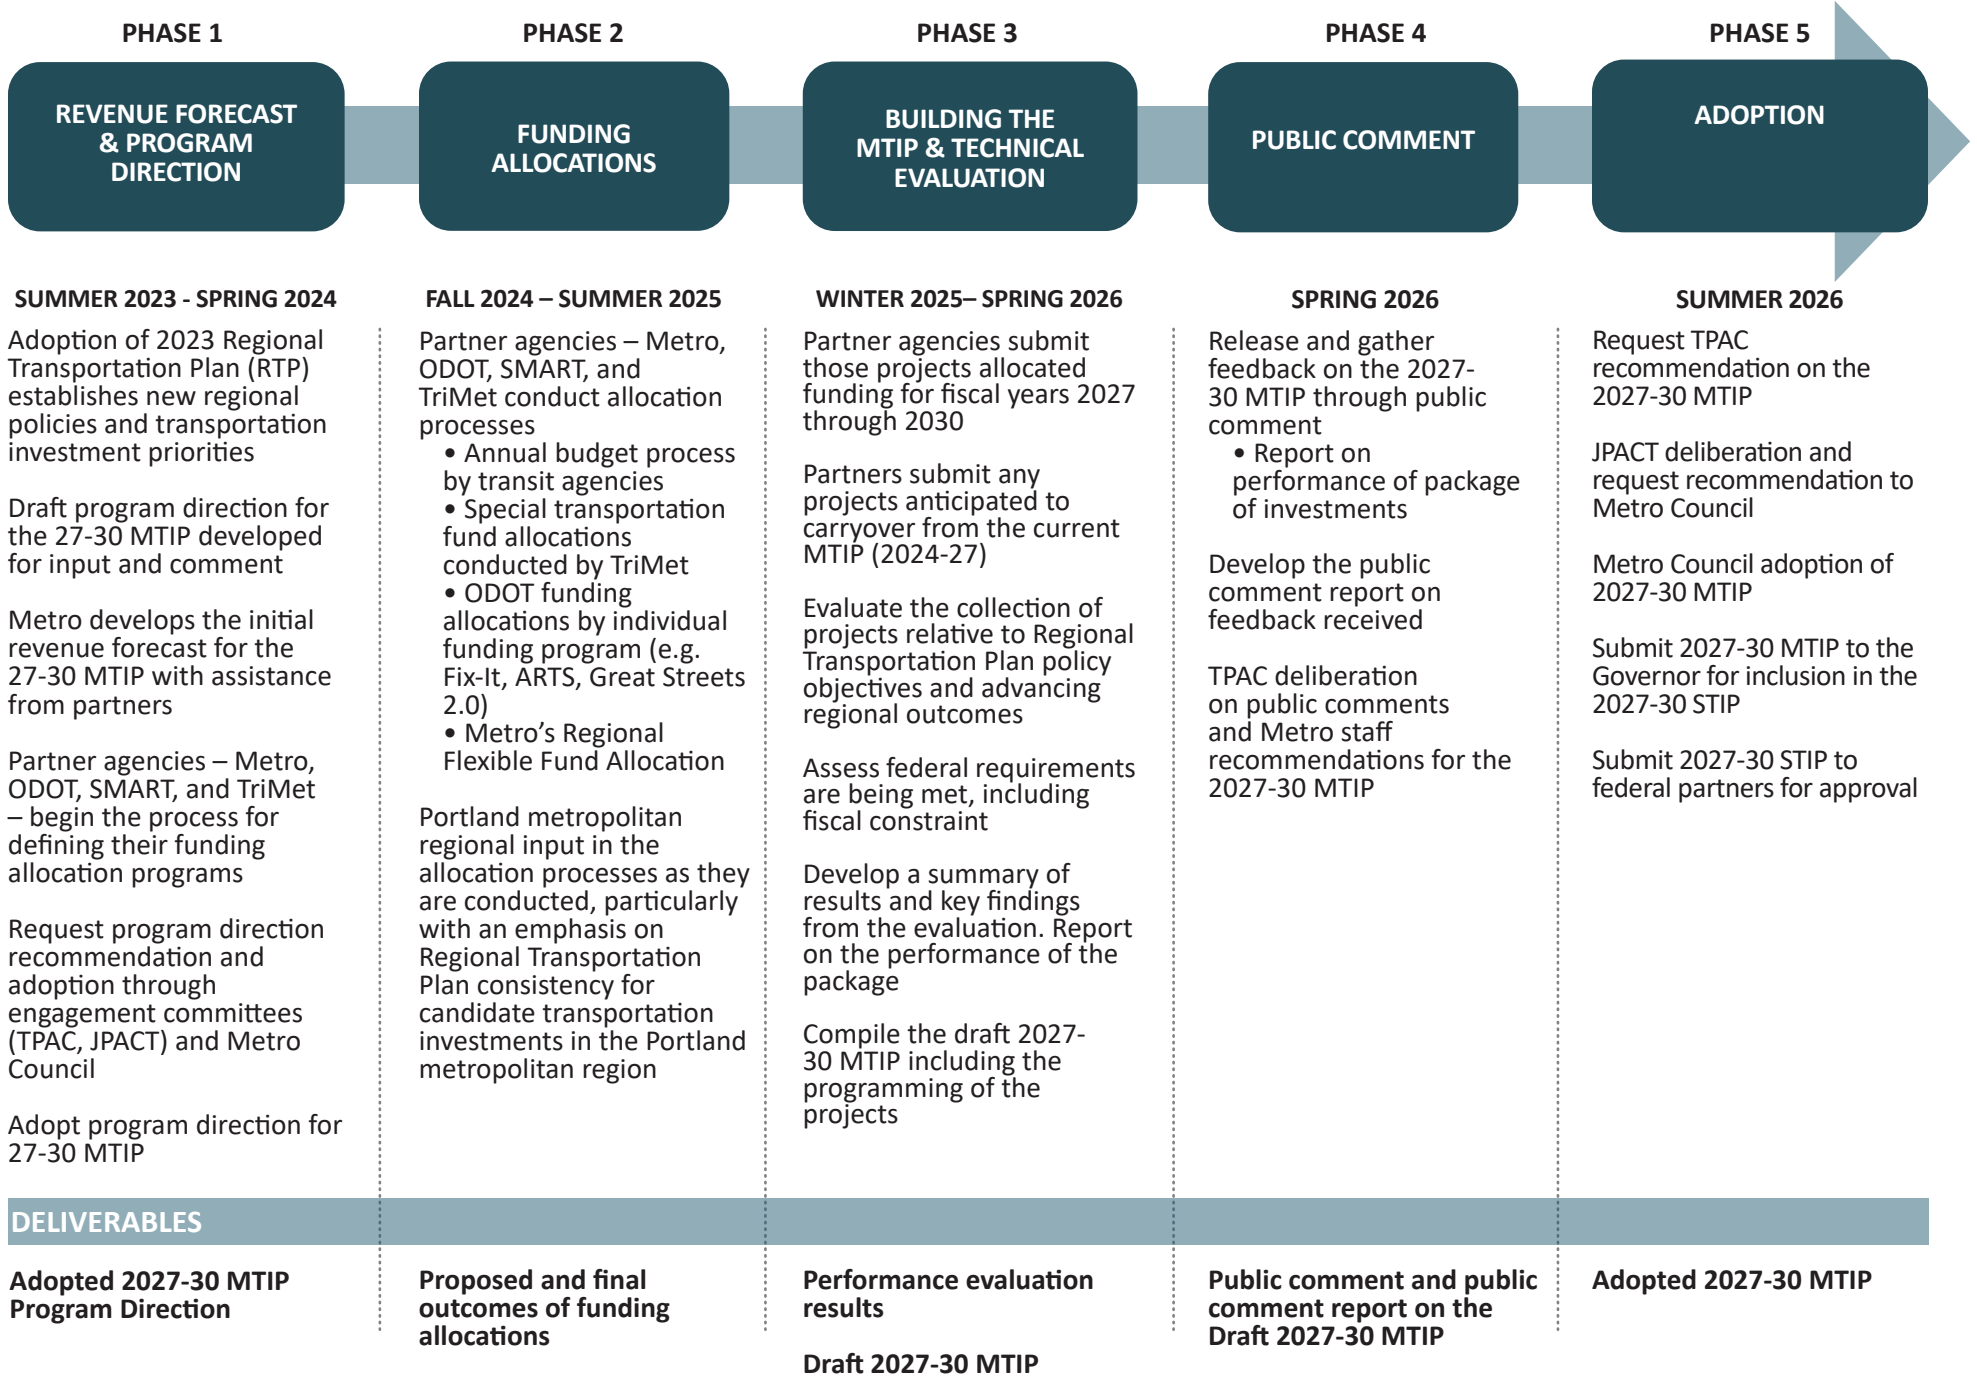 PHASE 1
REVENUE FORECAST
& PROGRAM
DIRECTION
SUMMER 2023 - SPRING 2024
Adoption of 2023 Regional
Transportation Plan (RTP)
establishes new regional
policies and transportation
investment priorities
Draft program direction for
the 27-30 MTIP developed
for input and comment
Metro develops the initial
revenue forecast for the
27-30 MTIP with assistance
from partners
Partner agencies – Metro,
ODOT, SMART, and TriMet
– begin the process for
defining their funding
allocation programs
Request program direction
recommendation and
adoption through
engagement committees
(TPAC, JPACT) and Metro
Council
Adopt program direction for
27-30 MTIP
PHASE 2
FUNDING
ALLOCATIONS
FALL 2024 – SUMMER 2025
Partner agencies – Metro,
ODOT, SMART, and
TriMet conduct allocation
processes
• Annual budget process
by transit agencies
• Special transportation
fund allocations
conducted by TriMet
• ODOT funding
allocations by individual
funding program (e.g.
Fix-It, ARTS, Great Streets
2.0)
• Metro’s Regional
Flexible Fund Allocation
Portland metropolitan
regional input in the
allocation processes as they
are conducted, particularly
with an emphasis on
Regional Transportation
Plan consistency for
candidate transportation
investments in the Portland
metropolitan region
PHASE 3
BUILDING THE
MTIP & TECHNICAL
EVALUATION
WINTER 2025– SPRING 2026
Partner agencies submit
those projects allocated
funding for fiscal years 2027
through 2030
Partners submit any
projects anticipated to
carryover from the current
MTIP (2024-27)
Evaluate the collection of
projects relative to Regional
Transportation Plan policy
objectives and advancing
regional outcomes
Assess federal requirements
are being met, including
fiscal constraint
Develop a summary of
results and key findings
from the evaluation. Report
on the performance of the
package
Compile the draft 2027-
30 MTIP including the
programming of the
projects
PHASE 4
PUBLIC COMMENT
SPRING 2026
Release and gather
feedback on the 2027-
30 MTIP through public
comment
• Report on
performance of package
of investments
Develop the public
comment report on
feedback received
TPAC deliberation
on public comments
and Metro staff
recommendations for the
2027-30 MTIP
PHASE 5
ADOPTION
SUMMER 2026
Request TPAC
recommendation on the
2027-30 MTIP
JPACT deliberation and
request recommendation to
Metro Council
Metro Council adoption of
2027-30 MTIP
Submit 2027-30 MTIP to the
Governor for inclusion in the
2027-30 STIP
Submit 2027-30 STIP to
federal partners for approval
DELIVERABLES
Adopted 2027-30 MTIP
Program Direction
Proposed and final
outcomes of funding
allocations
Performance evaluation
results
Draft 2027-30 MTIP
Public comment and public
comment report on the
Draft 2027-30 MTIP
Adopted 2027-30 MTIP